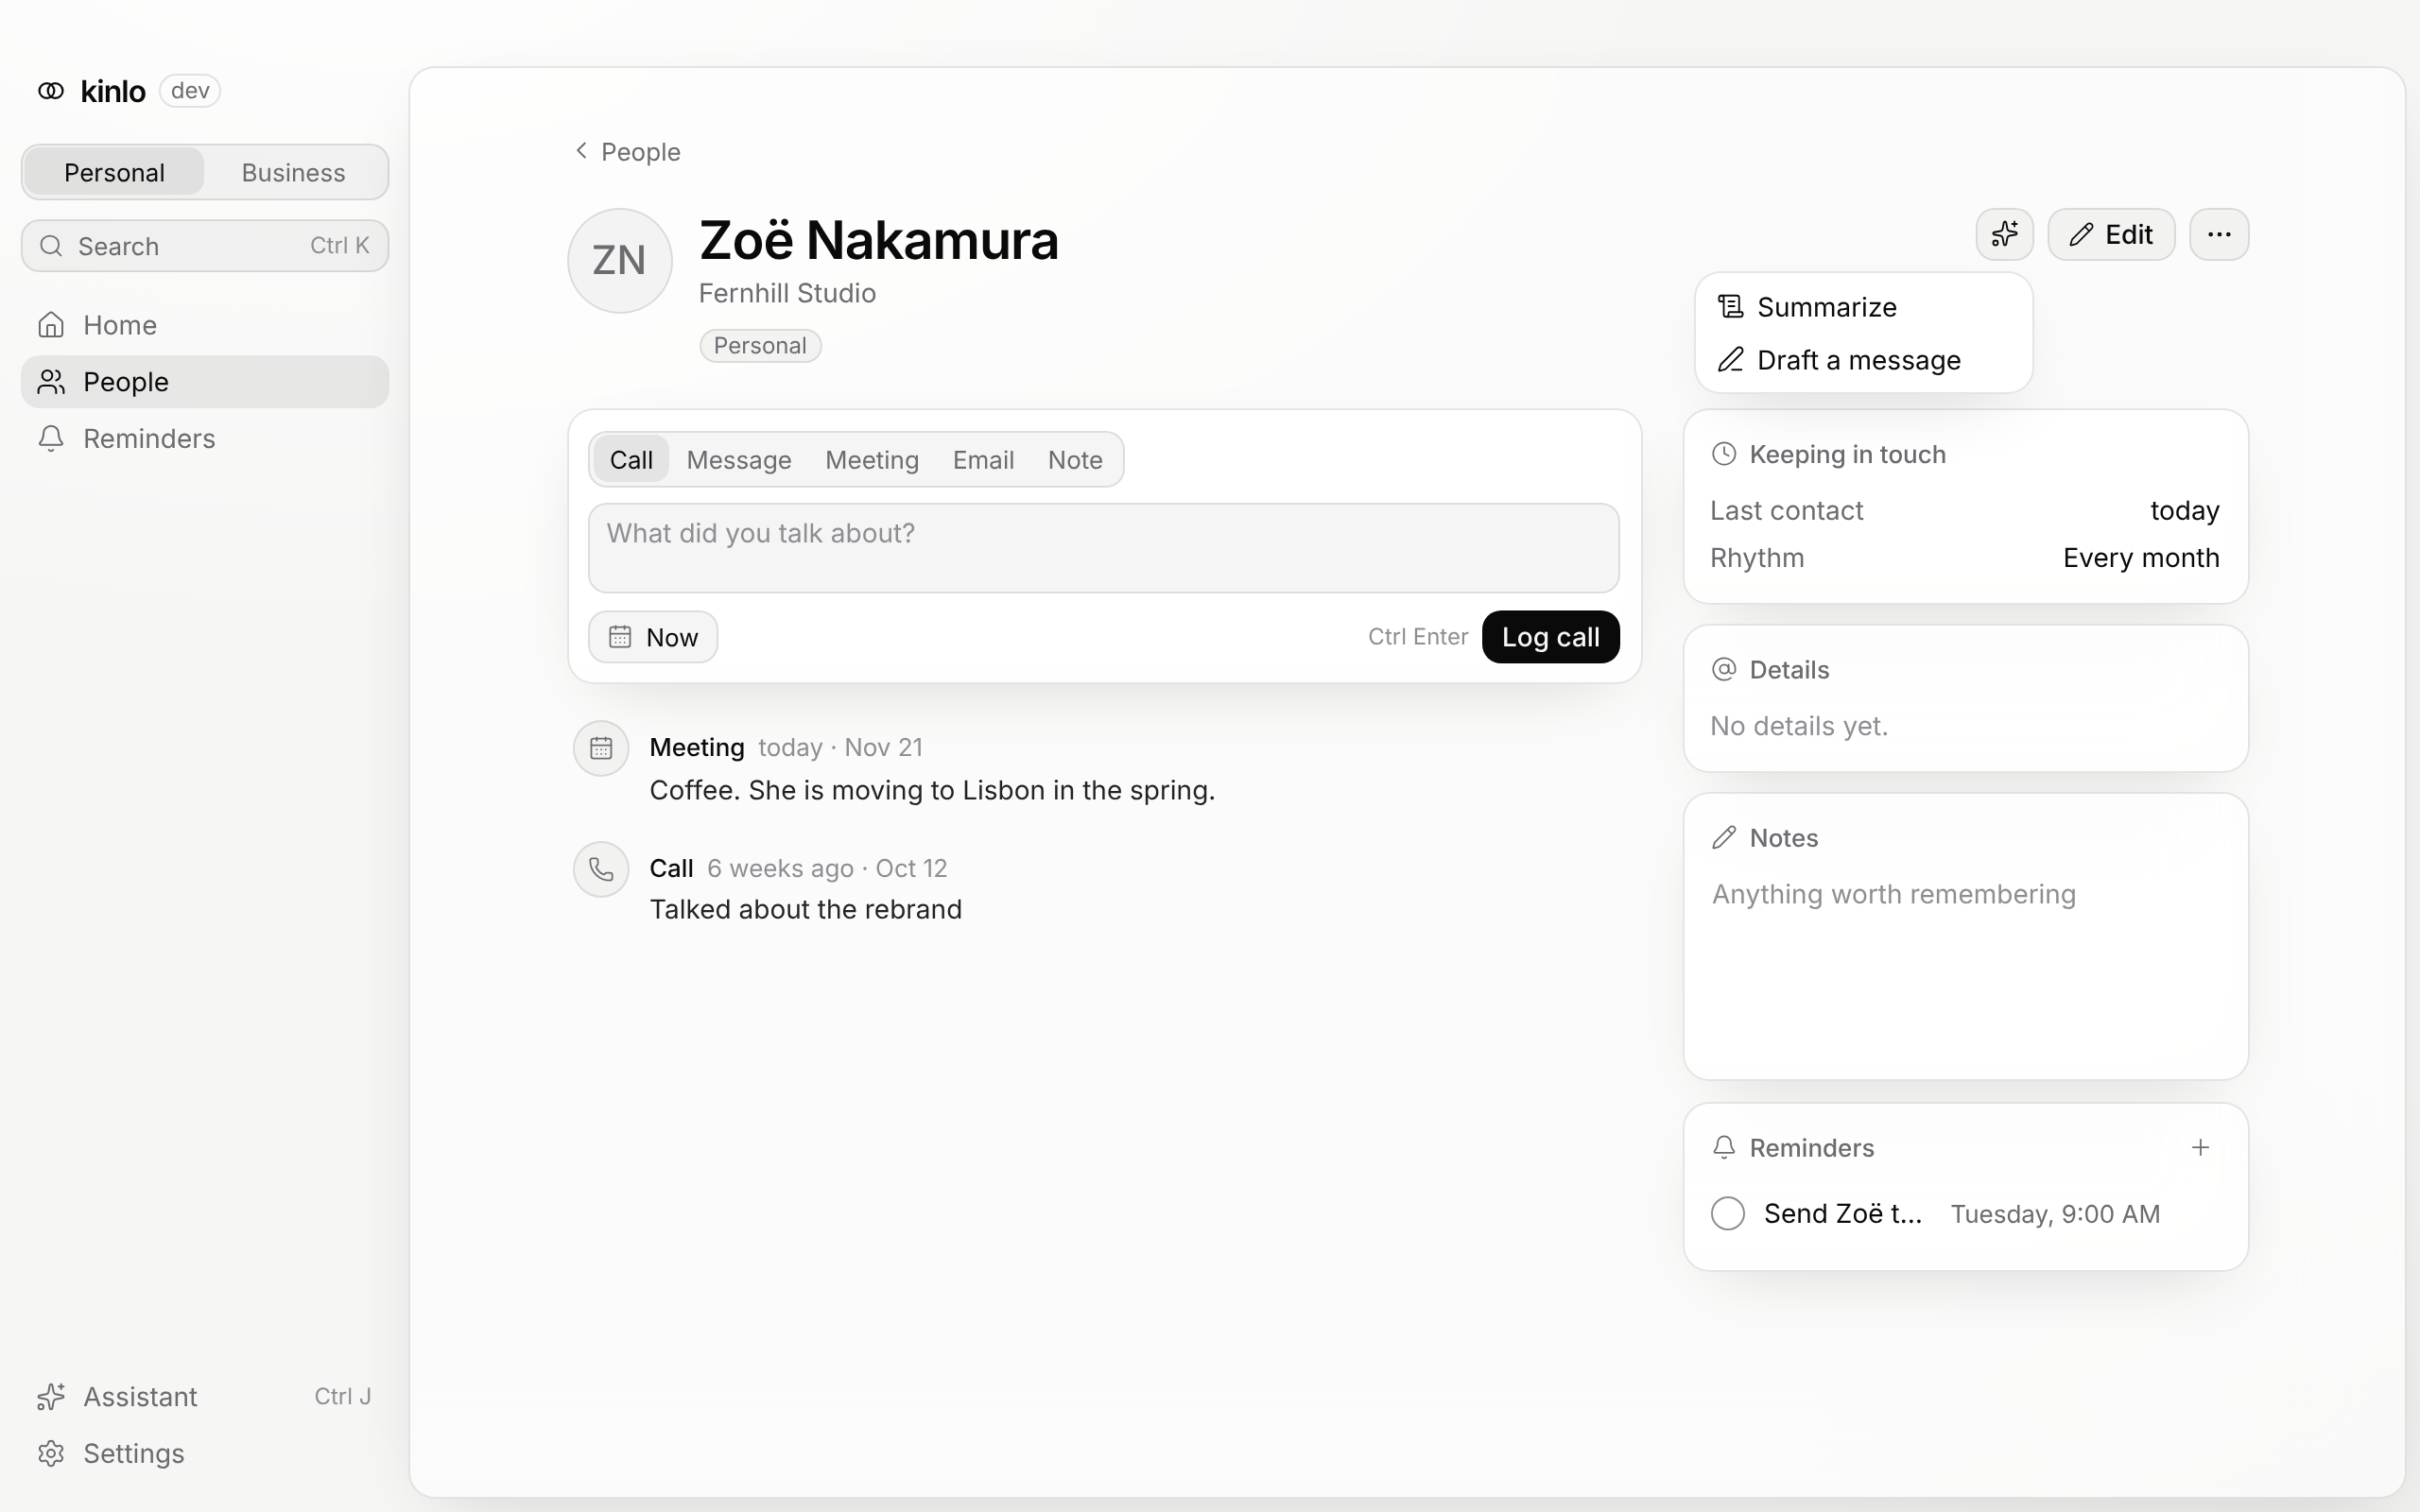 kinlo dev
Personal Business
Search Ctrl K
Home
People
Reminders
Assistant Ctrl J
Settings
People
ZN
Zoë Nakamura
Fernhill Studio
Personal
Edit
Summarize
Draft a message
Call Message Meeting Email Note
What did you talk about?
Now Ctrl Enter Log call
Meeting today · Nov 21
Coffee. She is moving to Lisbon in the spring.
Call 6 weeks ago · Oct 12
Talked about the rebrand
Keeping in touch
Last contact today
Rhythm Every month
Details
No details yet.
Notes
Anything worth remembering
Reminders
Send Zoë t... Tuesday, 9:00 AM